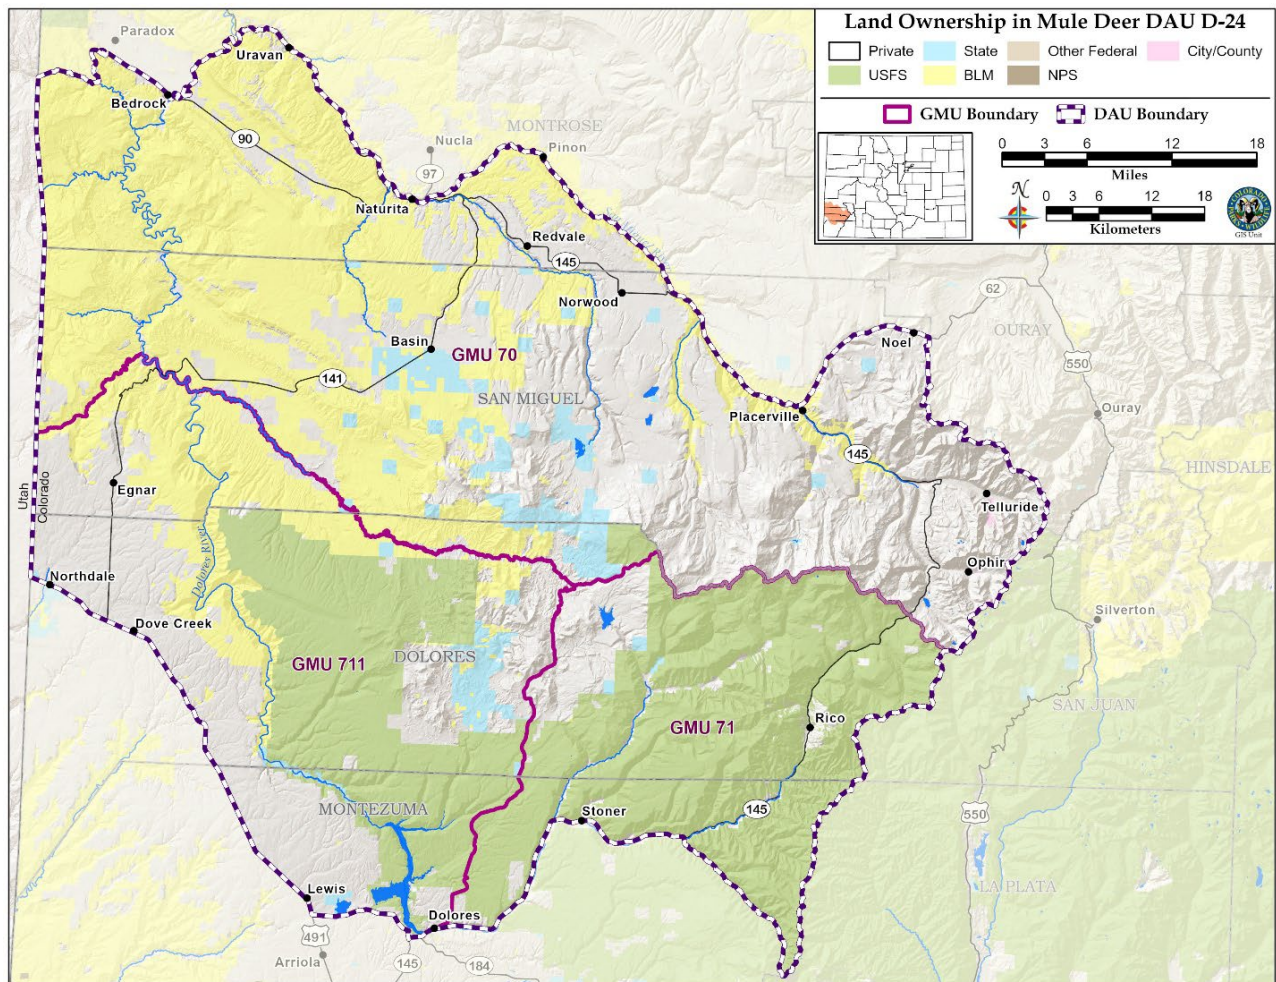 Land Ownership in Mule Deer DAU D-24
Private State Other Federal City/County
USFS BLM NPS
GMU Boundary DAU Boundary
0 3 6 12 18
Miles
N
0 3 6 12 18
Kilometers
GIS Unit
Paradox
Uravan
Bedrock
90
MONTROSE
Nucla
Pinon
97
Naturita
Redvale
145
62
Norwood
OURAY
Noel
Basin
GMU 70
550
141
SAN MIGUEL
Ouray
Placerville
145
HINSDALE
Utah
Colorado
Egnar
Telluride
Dolores River
Ophir
Northdale
Silverton
Dove Creek
DOLORES
GMU 711
SAN JUAN
Rico
GMU 71
MONTEZUMA
145
Stoner
550
LA PLATA
Lewis
Dolores
491
Arriola
145
184